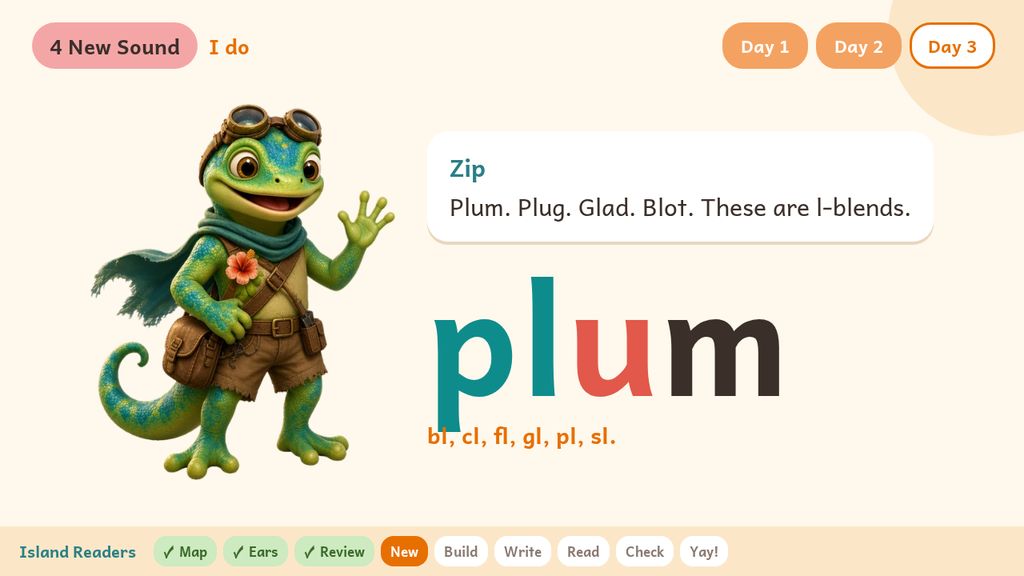 4 New Sound I do Day 1 Day 2 Day 3
Zip
Plum. Plug. Glad. Blot. These are l-blends.
plum
bl, cl, fl, gl, pl, sl.
Island Readers ✓ Map ✓ Ears ✓ Review New Build Write Read Check Yay!